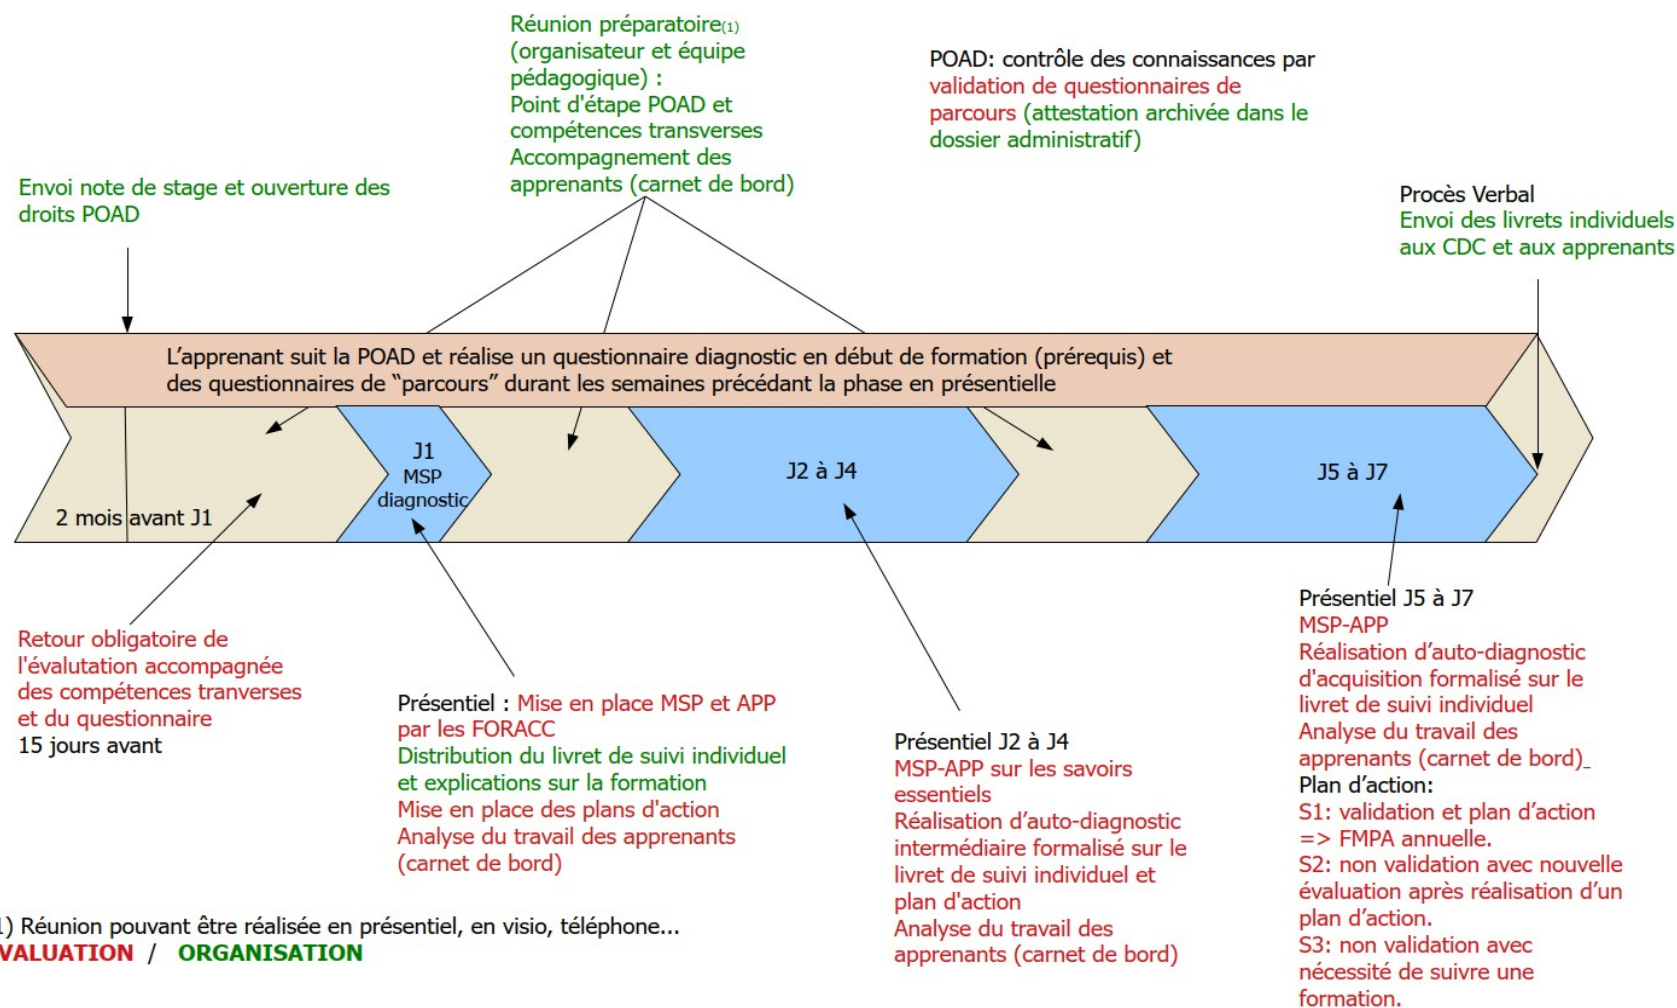 Réunion préparatoire(1)
(organisateur et équipe
pédagogique) :
Point d'étape POAD et
compétences transverses
Accompagnement des
apprenants (carnet de bord)
POAD: contrôle des connaissances par
validation de questionnaires de
parcours (attestation archivée dans le
dossier administratif)
Envoi note de stage et ouverture des
droits POAD
Procès Verbal
Envoi des livrets individuels
aux CDC et aux apprenants
L’apprenant suit la POAD et réalise un questionnaire diagnostic en début de formation (prérequis) et
des questionnaires de “parcours” durant les semaines précédant la phase en présentielle
2 mois avant J1
J1
MSP
diagnostic
J2 à J4
J5 à J7
Retour obligatoire de
l'évalutation accompagnée
des compétences tranverses
et du questionnaire
15 jours avant
Présentiel : Mise en place MSP et APP
par les FORACC
Distribution du livret de suivi individuel
et explications sur la formation
Mise en place des plans d'action
Analyse du travail des apprenants
(carnet de bord)
Présentiel J2 à J4
MSP-APP sur les savoirs
essentiels
Réalisation d’auto-diagnostic
intermédiaire formalisé sur le
livret de suivi individuel et
plan d'action
Analyse du travail des
apprenants (carnet de bord)
Présentiel J5 à J7
MSP-APP
Réalisation d’auto-diagnostic
d'acquisition formalisé sur le
livret de suivi individuel
Analyse du travail des
apprenants (carnet de bord)_
Plan d’action:
S1: validation et plan d’action
=> FMPA annuelle.
S2: non validation avec nouvelle
évaluation après réalisation d’un
plan d’action.
S3: non validation avec
nécessité de suivre une
formation.
1) Réunion pouvant être réalisée en présentiel, en visio, téléphone...
VALUATION / ORGANISATION